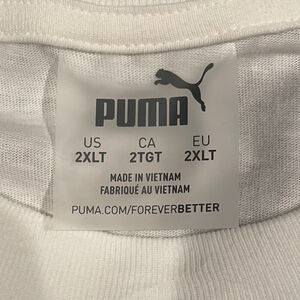 PUMA
US CA EU
2XLT 2TGT 2XLT
MADE IN VIETNAM
FABRIQUÉ AU VIETNAM
PUMA.COM/FOREVERBETTER